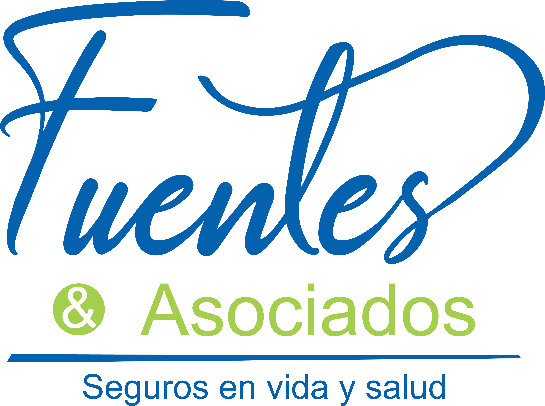 Fuentes
& Asociados
Seguros en vida y salud